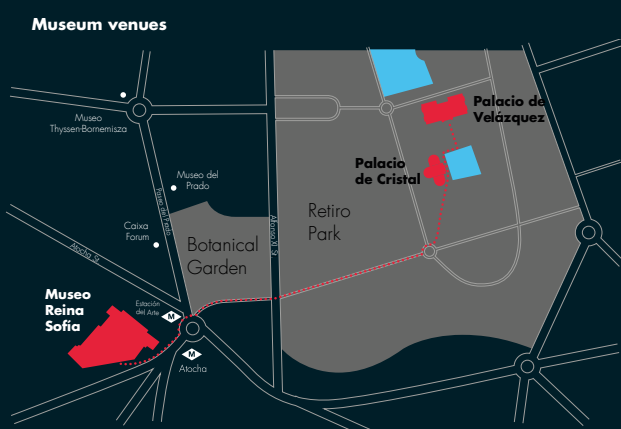 Museum venues
Museo
Thyssen-Bornemisza
Palacio de
Velázquez
Palacio
de Cristal
Museo del
Prado
Paseo del Prado
Retiro
Park
Caixa
Forum
Botanical
Garden
Alfonso XII St.
Atocha St.
Museo
Reina
Sofía
Estación
del Arte
M
M
Atocha